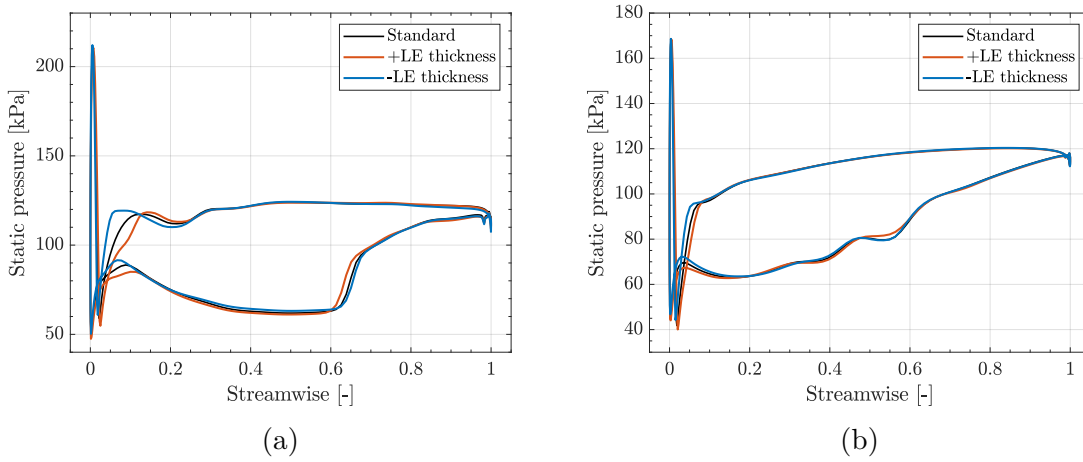 Static pressure [kPa]
200
150
100
50
0
0.2
0.4
0.6
0.8
1
Streamwise [-]
Standard
+LE thickness
-LE thickness
(a)
Static pressure [kPa]
180
160
140
120
100
80
60
40
0
0.2
0.4
0.6
0.8
1
Streamwise [-]
Standard
+LE thickness
-LE thickness
(b)